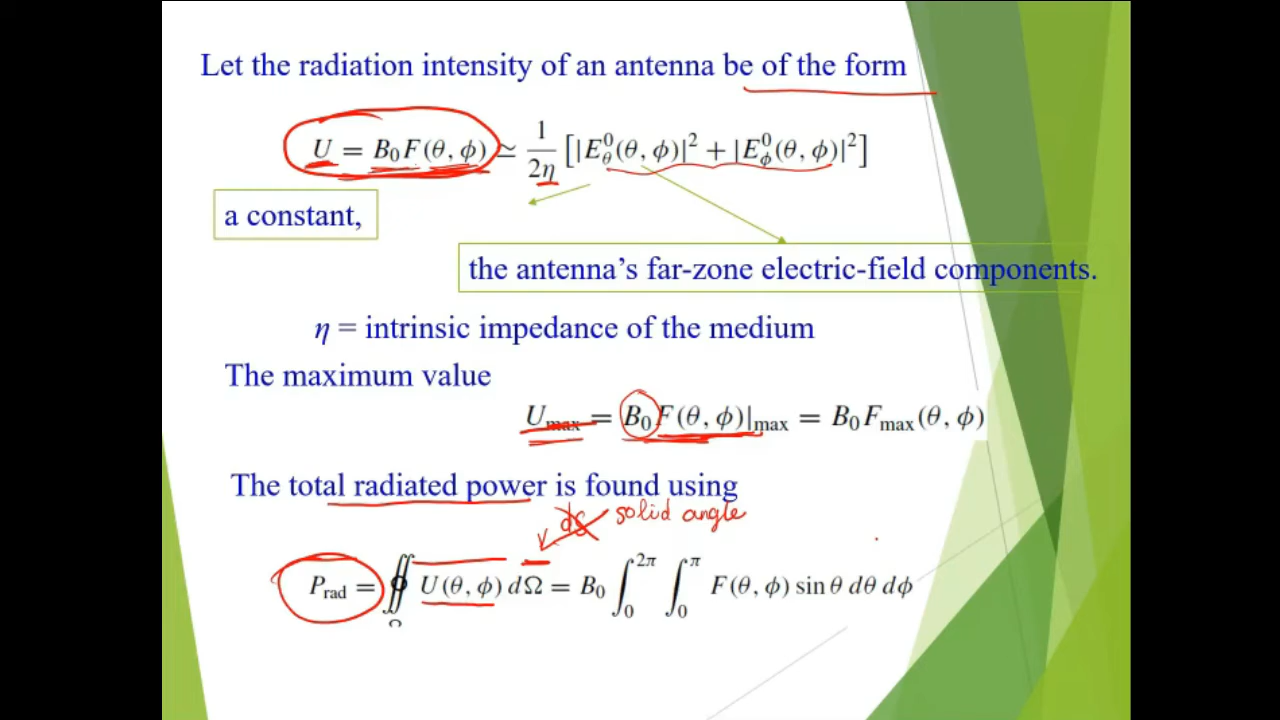 Let the radiation intensity of an antenna be of the form
U = B₀F(θ, ϕ) ≃ 1/2η [|E⁰_θ(θ, ϕ)|² + |E⁰_ϕ(θ, ϕ)|²]
a constant,
the antenna’s far-zone electric-field components.
η = intrinsic impedance of the medium
The maximum value
U_max = B₀F(θ, ϕ)|_max = B₀F_max(θ, ϕ)
The total radiated power is found using
ds solid angle
P_rad = ∯_Ω U(θ, ϕ) dΩ = B₀ ∫₀^2π ∫₀^π F(θ, ϕ) sin θ dθ dϕ